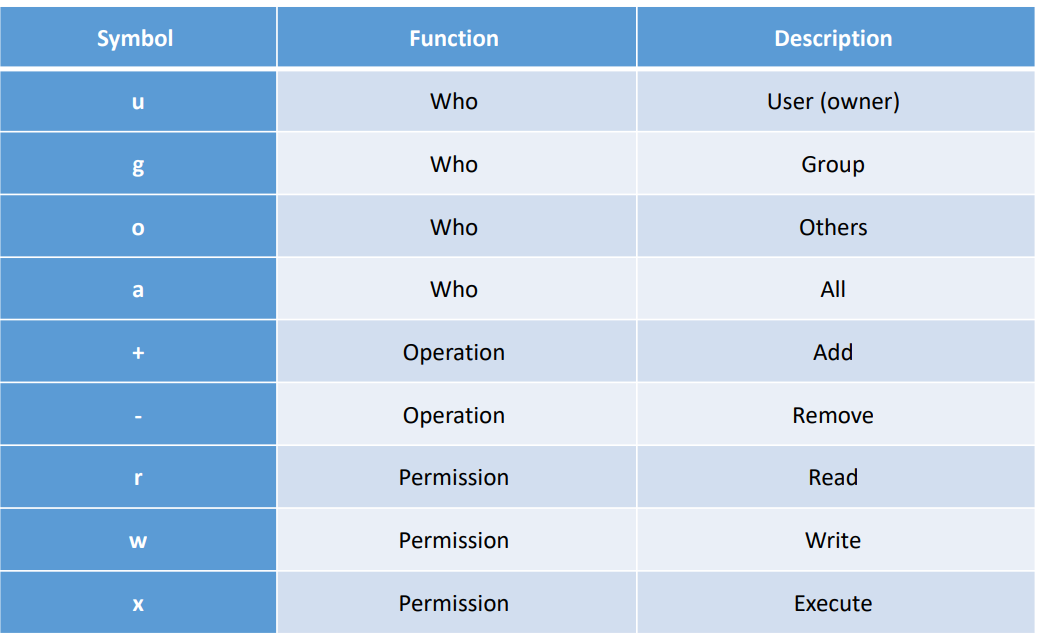 Symbol Function Description
u Who User (owner)
g Who Group
o Who Others
a Who All
+ Operation Add
- Operation Remove
r Permission Read
w Permission Write
x Permission Execute